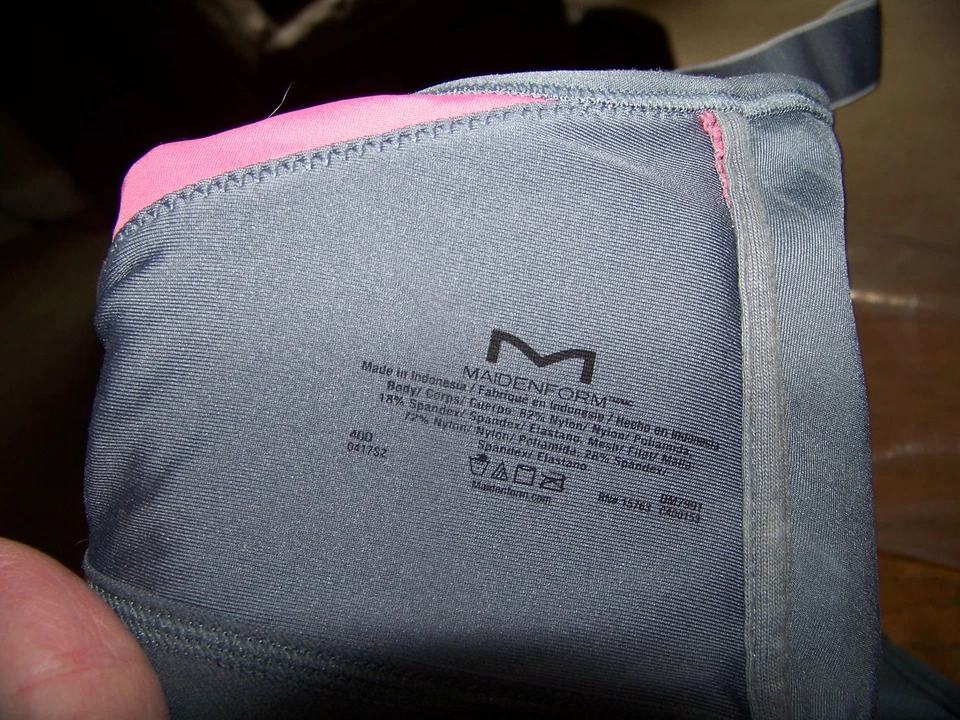 M
MAIDENFORM
Made in Indonesia / Fabriqué en Indonésie / Hecho en Indonesia
Body/ Corps/ Cuerpo: 82% Nylon/ Nylon/ Poliamida,
18% Spandex/ Spandex/ Elastano. Mesh/ Filet/ Malla:
72% Nylon/ Nylon/ Poliamida, 28% Spandex/
Spandex/ Elastano.
40D
0417S2
Maidenform.com
DM7991
RN# 15763 CA00153